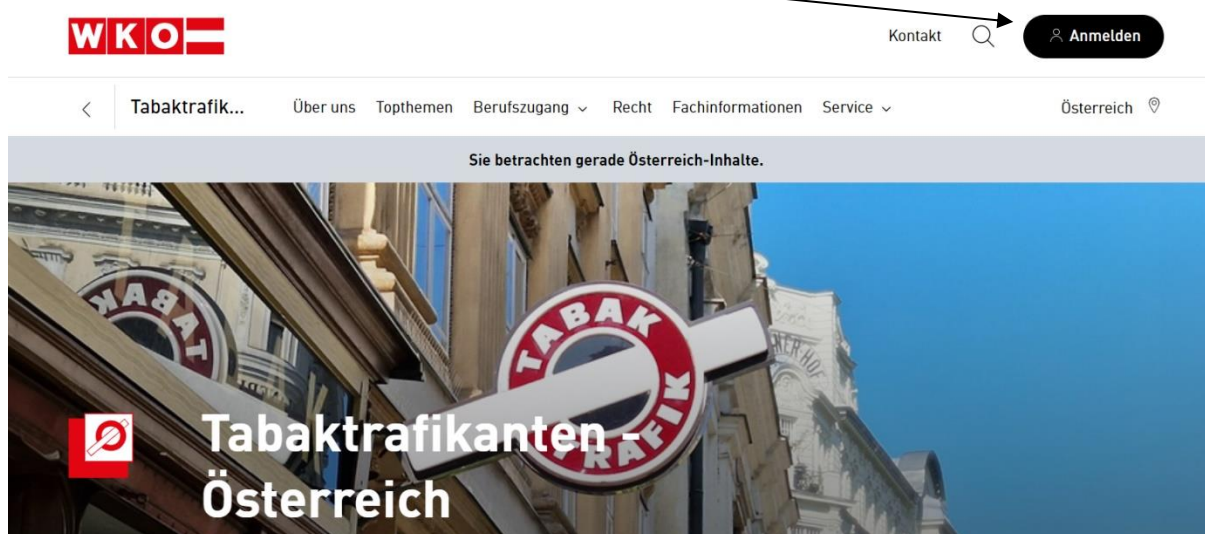 WKO
Kontakt
Anmelden
Tabaktrafik...
Über uns
Topthemen
Berufszugang
Recht
Fachinformationen
Service
Österreich
Sie betrachten gerade Österreich-Inhalte.
TABAK
TABAK
TRAFIK
Tabaktrafikanten -
Österreich